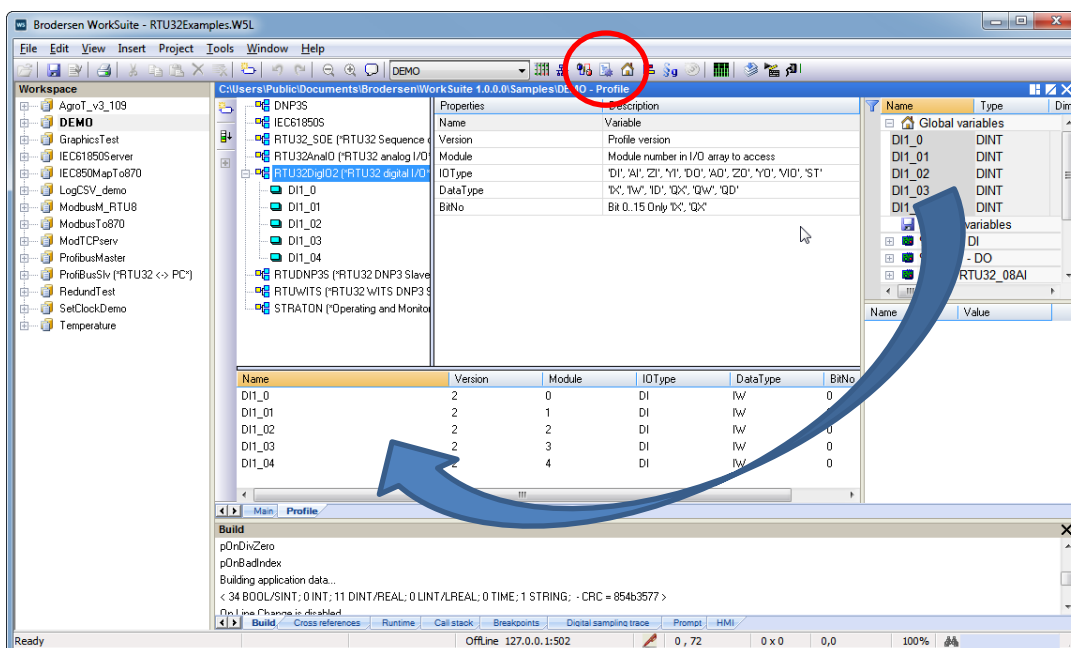 Brodersen WorkSuite - RTU32Examples.W5L
File Edit View Insert Project Tools Window Help
DEMO
Workspace
AgroT_v3_109
DEMO
GraphicsTest
IEC61850Server
IEC850MapTo870
LogCSV_demo
ModbusM_RTU8
ModbusTo870
ModTCPserv
ProfibusMaster
ProfiBusSlv (*RTU32 <-> PC*)
RedundTest
SetClockDemo
Temperature
C:\Users\Public\Documents\Brodersen\WorkSuite 1.0.0.0\Samples\DEMO - Profile
DNP3S
IEC61850S
RTU32_SOE (*RTU32 Sequence
RTU32AnalO (*RTU32 analog I/O
RTU32DigIO2 (*RTU32 digital I/O
DI1_0
DI1_01
DI1_02
DI1_03
DI1_04
RTUDNP3S (*RTU32 DNP3 Slave
RTUWITS (*RTU32 WITS DNP3 S
STRATON (*Operating and Monito
Properties Description
Name Variable
Version Profile version
Module Module number in I/O array to access
IOType 'DI', 'AI', 'ZI', 'YI', 'DO', 'AO', 'ZO', 'YO', 'VIO', 'ST'
DataType 'IX', 'IW', 'ID', 'QX', 'QW', 'QD'
BitNo Bit 0..15 Only 'IX', 'QX'
Name Type Dim
Global variables
DI1_0 DINT
DI1_01 DINT
DI1_02 DINT
DI1_03 DINT
DI1 DINT
variables
DI
- DO
RTU32_08AI
Name Value
Name Version Module IOType DataType BitNo
DI1_0 2 0 DI IW 0
DI1_01 2 1 DI IW 0
DI1_02 2 2 DI IW 0
DI1_03 2 3 DI IW 0
DI1_04 2 4 DI IW 0
Main Profile
Build
pOnDivZero
pOnBadIndex
Building application data...
< 34 BOOL/SINT; 0 INT; 11 DINT/REAL; 0 LINT/LREAL; 0 TIME; 1 STRING; - CRC = 854b3577 >
On Line Change is disabled
Build Cross references Runtime Call stack Breakpoints Digital sampling trace Prompt HMI
Ready OffLine 127.0.0.1:502 0 , 72 0 x 0 0,0 100%